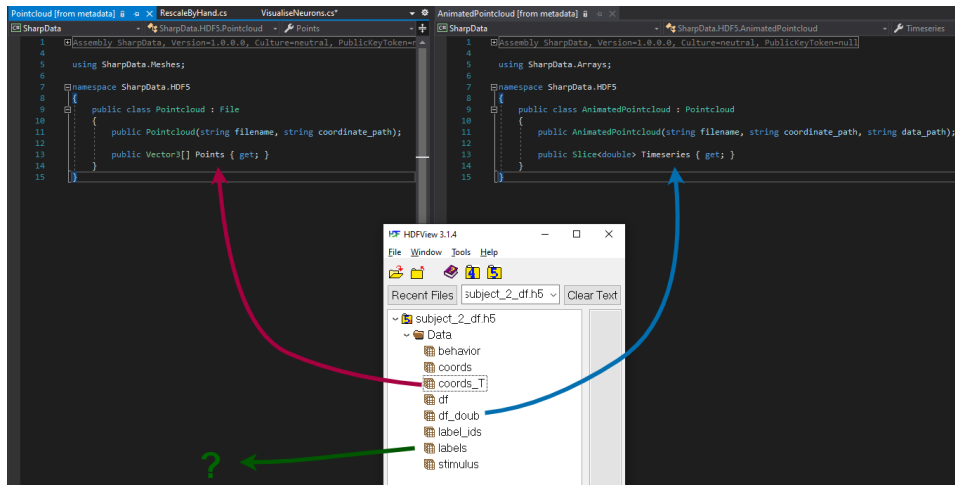 Pointcloud [from metadata] RescaleByHand.cs VisualiseNeurons.cs*
SharpData SharpData.HDF5.Pointcloud Points
1 Assembly SharpData, Version=1.0.0.0, Culture=neutral, PublicKeyToken=
4
5 using SharpData.Meshes;
6
7 namespace SharpData.HDF5
8 {
9 public class Pointcloud : File
10 {
11 public Pointcloud(string filename, string coordinate_path);
12
13 public Vector3[] Points { get; }
14 }
15 }
AnimatedPointcloud [from metadata]
SharpData SharpData.HDF5.AnimatedPointcloud Timeseries
1 Assembly SharpData, Version=1.0.0.0, Culture=neutral, PublicKeyToken=null
4
5 using SharpData.Arrays;
6
7 namespace SharpData.HDF5
8 {
9 public class AnimatedPointcloud : Pointcloud
10 {
11 public AnimatedPointcloud(string filename, string coordinate_path, string data_path);
12
13 public Slice<double> Timeseries { get; }
14 }
15 }
HDF HDFView 3.1.4
File Window Tools Help
4 5
Recent Files subject_2_df.h5 Clear Text
5 subject_2_df.h5
Data
behavior
coords
coords_T
df
df_doub
label_ids
labels
stimulus
?